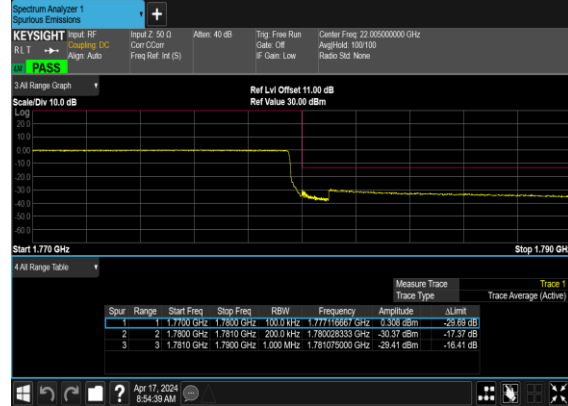 Spectrum Analyzer 1
Spurious Emissions
+
KEYSIGHT Input: RF Input Z: 50 Ω Atten: 40 dB Trig: Free Run Center Freq: 22.005000000 GHz
RLT Coupling: DC Corr CCorr Gate: Off Avg|Hold: 100/100
Align: Auto Freq Ref: Int (S) IF Gain: Low Radio Std: None
PASS
3 All Range Graph
Ref Lvl Offset 11.00 dB
Scale/Div 10.0 dB Ref Value 30.00 dBm
Log
20.0
10.0
0.00
-10.0
-20.0
-30.0
-40.0
-50.0
-60.0
Start 1.770 GHz Stop 1.790 GH
4 All Range Table
Measure Trace Trace 1
Trace Type Trace Average (Active)
Spur Range Start Freq Stop Freq RBW Frequency Amplitude ΔLimit
1 1 1.7700 GHz 1.7800 GHz 100.0 kHz 1.777116667 GHz 0.308 dBm -29.69 dB
2 2 1.7800 GHz 1.7810 GHz 200.0 kHz 1.780028333 GHz -30.37 dBm -17.37 dB
3 3 1.7810 GHz 1.7900 GHz 1.000 MHz 1.781075000 GHz -29.41 dBm -16.41 dB
? Apr 17, 2024
8:54:39 AM